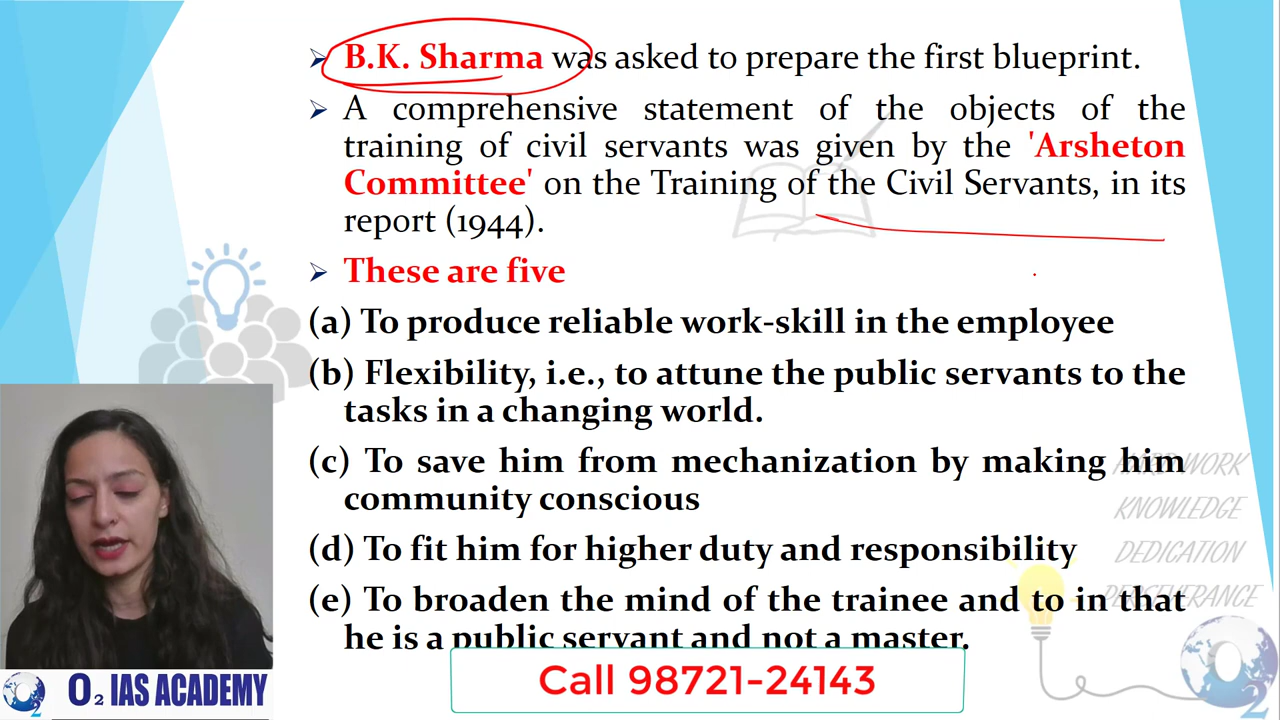 B.K. Sharma was asked to prepare the first blueprint.
A comprehensive statement of the objects of the
training of civil servants was given by the 'Arsheton
Committee' on the Training of the Civil Servants, in its
report (1944).
These are five
(a) To produce reliable work-skill in the employee
(b) Flexibility, i.e., to attune the public servants to the
tasks in a changing world.
(c) To save him from mechanization by making him
community conscious
(d) To fit him for higher duty and responsibility
(e) To broaden the mind of the trainee and to in that
he is a public servant and not a master.
HARD WORK
KNOWLEDGE
DEDICATION
PERSEVERANCE
Call 98721-24143
O2 IAS ACADEMY
O2
O2